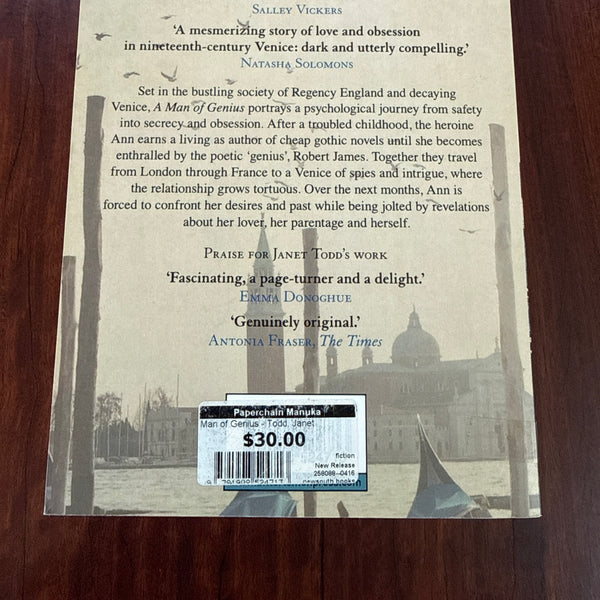 SALLEY VICKERS
‘A mesmerizing story of love and obsession
in nineteenth-century Venice: dark and utterly compelling.’
NATASHA SOLOMONS
Set in the bustling society of Regency England and decaying
Venice, A Man of Genius portrays a psychological journey from safety
into secrecy and obsession. After a troubled childhood, the heroine
Ann earns a living as author of cheap gothic novels until she becomes
enthralled by the poetic ‘genius’, Robert James. Together they travel
from London through France to a Venice of spies and intrigue, where
the relationship grows tortuous. Over the next months, Ann is
forced to confront her desires and past while being jolted by revelations
about her lover, her parentage and herself.
PRAISE FOR JANET TODD’S WORK
‘Fascinating, a page-turner and a delight.’
EMMA DONOGHUE
‘Genuinely original.’
ANTONIA FRASER, The Times
Paperchain Manuka
Man of Genius - Todd, Janet
$30.00
fiction
New Release
258088-0416
newsouth books